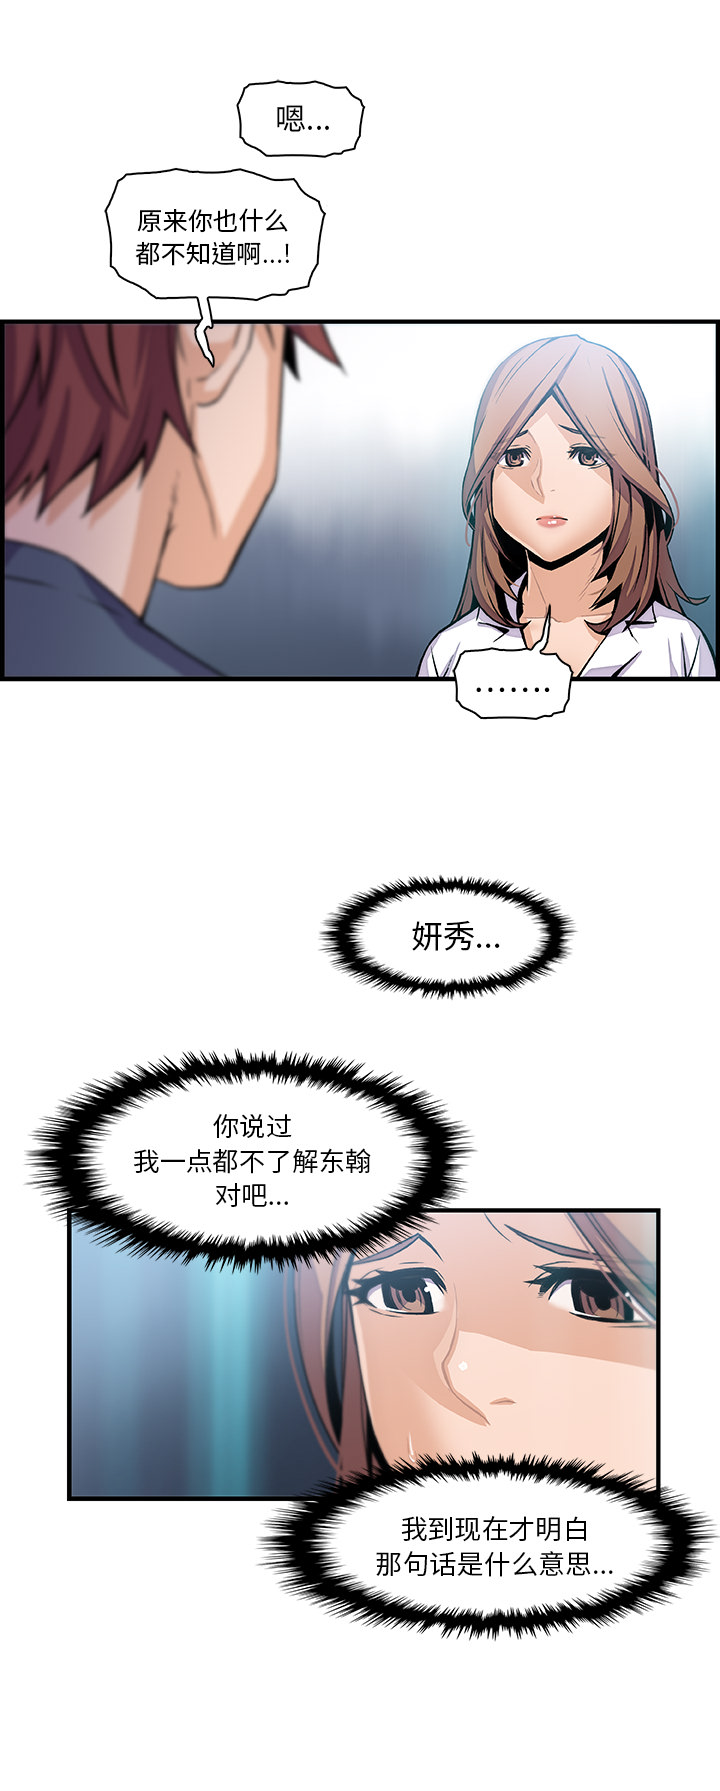 嗯...
原来你也什么
都不知道啊...!
.......
妍秀...
你说过
我一点都不了解东翰
对吧...
我到现在才明白
那句话是什么意思...